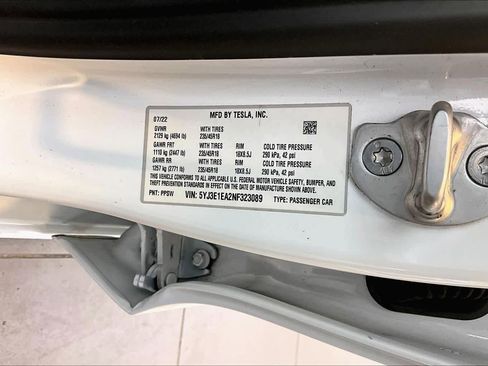 MFD BY TESLA, INC.
07/22
GVWR WITH TIRES
2129 kg (4694 lb) 235/45R18
GAWR FRT WITH TIRES RIM COLD TIRE PRESSURE
1110 kg (2447 lb) 235/45R18 18X8.5J 290 kPa, 42 psi
GAWR RR WITH TIRES RIM COLD TIRE PRESSURE
1257 kg (2771 lb) 235/45R18 18X8.5J 290 kPa, 42 psi
THIS VEHICLE CONFORMS TO ALL APPLICABLE U.S. FEDERAL MOTOR VEHICLE SAFETY, BUMPER, AND
THEFT PREVENTION STANDARDS IN EFFECT ON THE DATE OF MANUFACTURE SHOWN ABOVE.
PNT: PPSW VIN: 5YJ3E1EA2NF323089 TYPE: PASSENGER CAR